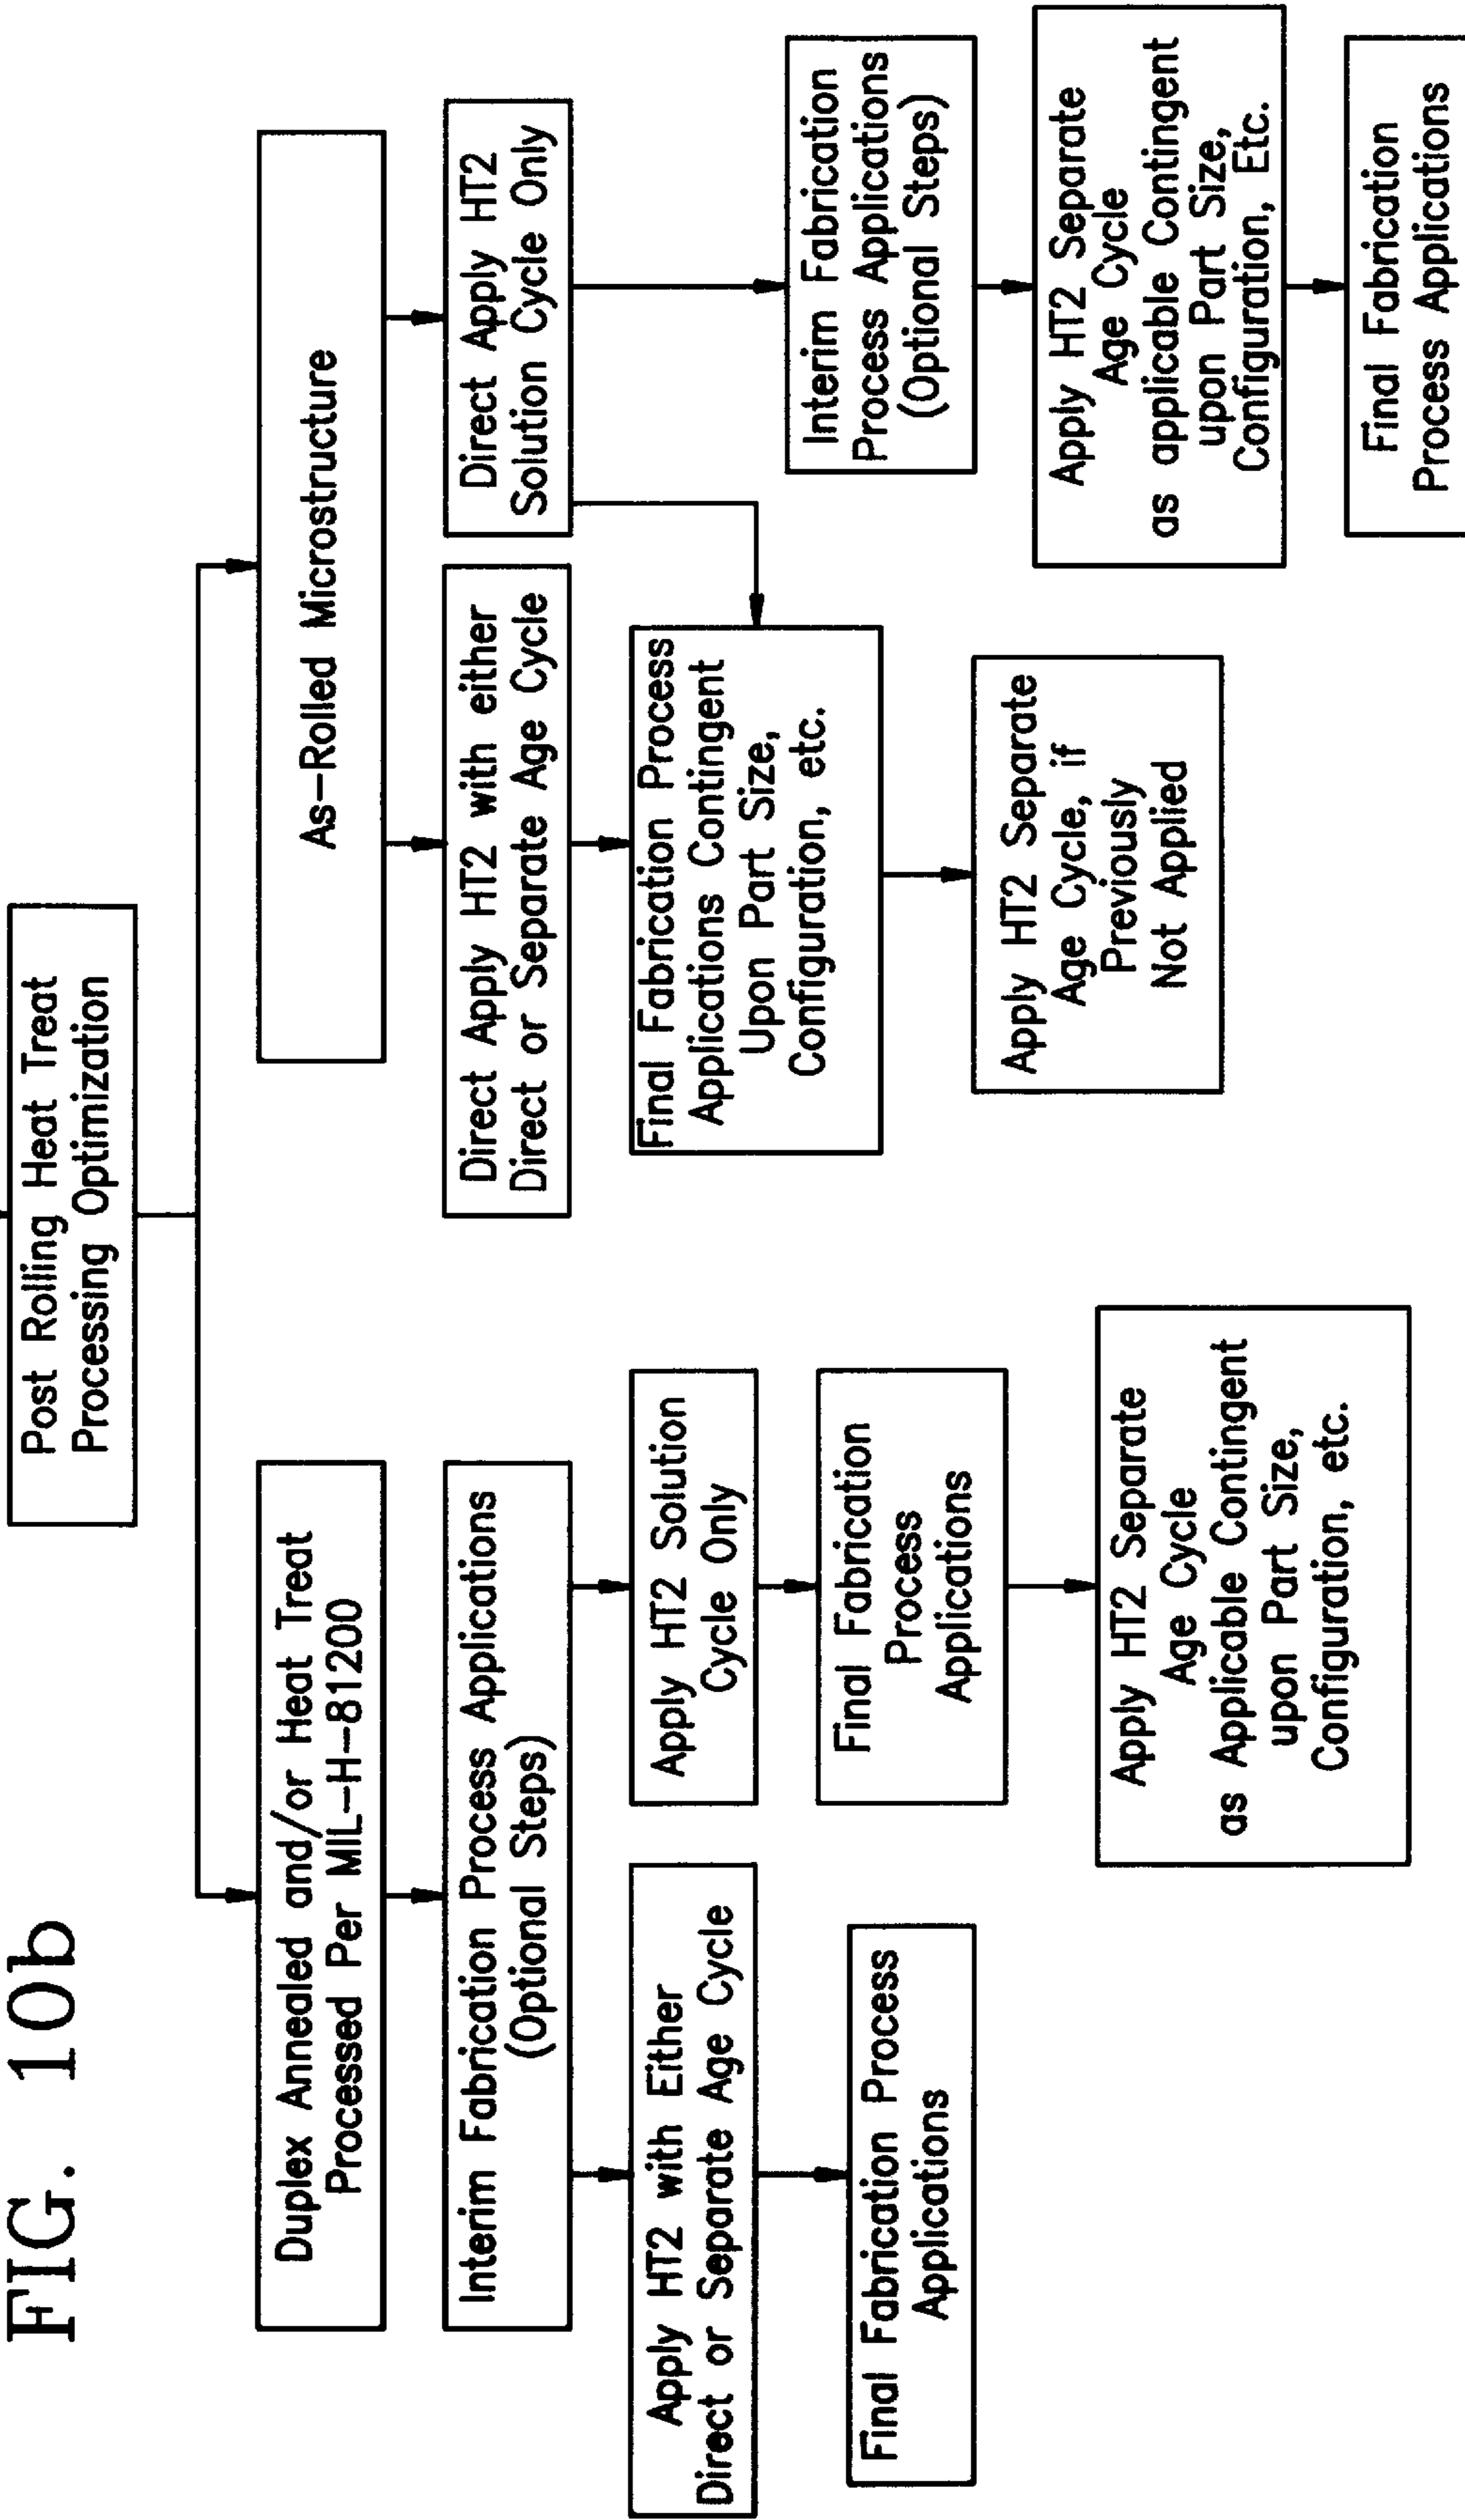 FIG. 10b
Post Rolling Heat Treat
Processing Optimization
Duplex Annealed and/or Heat Treat
Processed Per MIL-H-81200
As-Rolled Microstructure
Interim Fabrication Process Applications
(Optional Steps)
Direct Apply HT2 with either
Direct or Separate Age Cycle
Direct Apply HT2
Solution Cycle Only
Apply HT2 with Either
Direct or Separate Age Cycle
Apply HT2 Solution
Cycle Only
Final Fabrication Process
Applications Contingent
Upon Part Size,
Configuration, etc.
Interim Fabrication
Process Applications
(Optional Steps)
Final Fabrication Process
Applications
Final Fabrication
Process
Applications
Apply HT2 Separate
Age Cycle, if
Previously
Not Applied
Apply HT2 Separate
Age Cycle
as applicable Contingent
upon Part Size,
Configuration, Etc.
Apply HT2 Separate
Age Cycle
as Applicable Contingent
upon Part Size,
Configuration, etc.
Final Fabrication
Process Applications